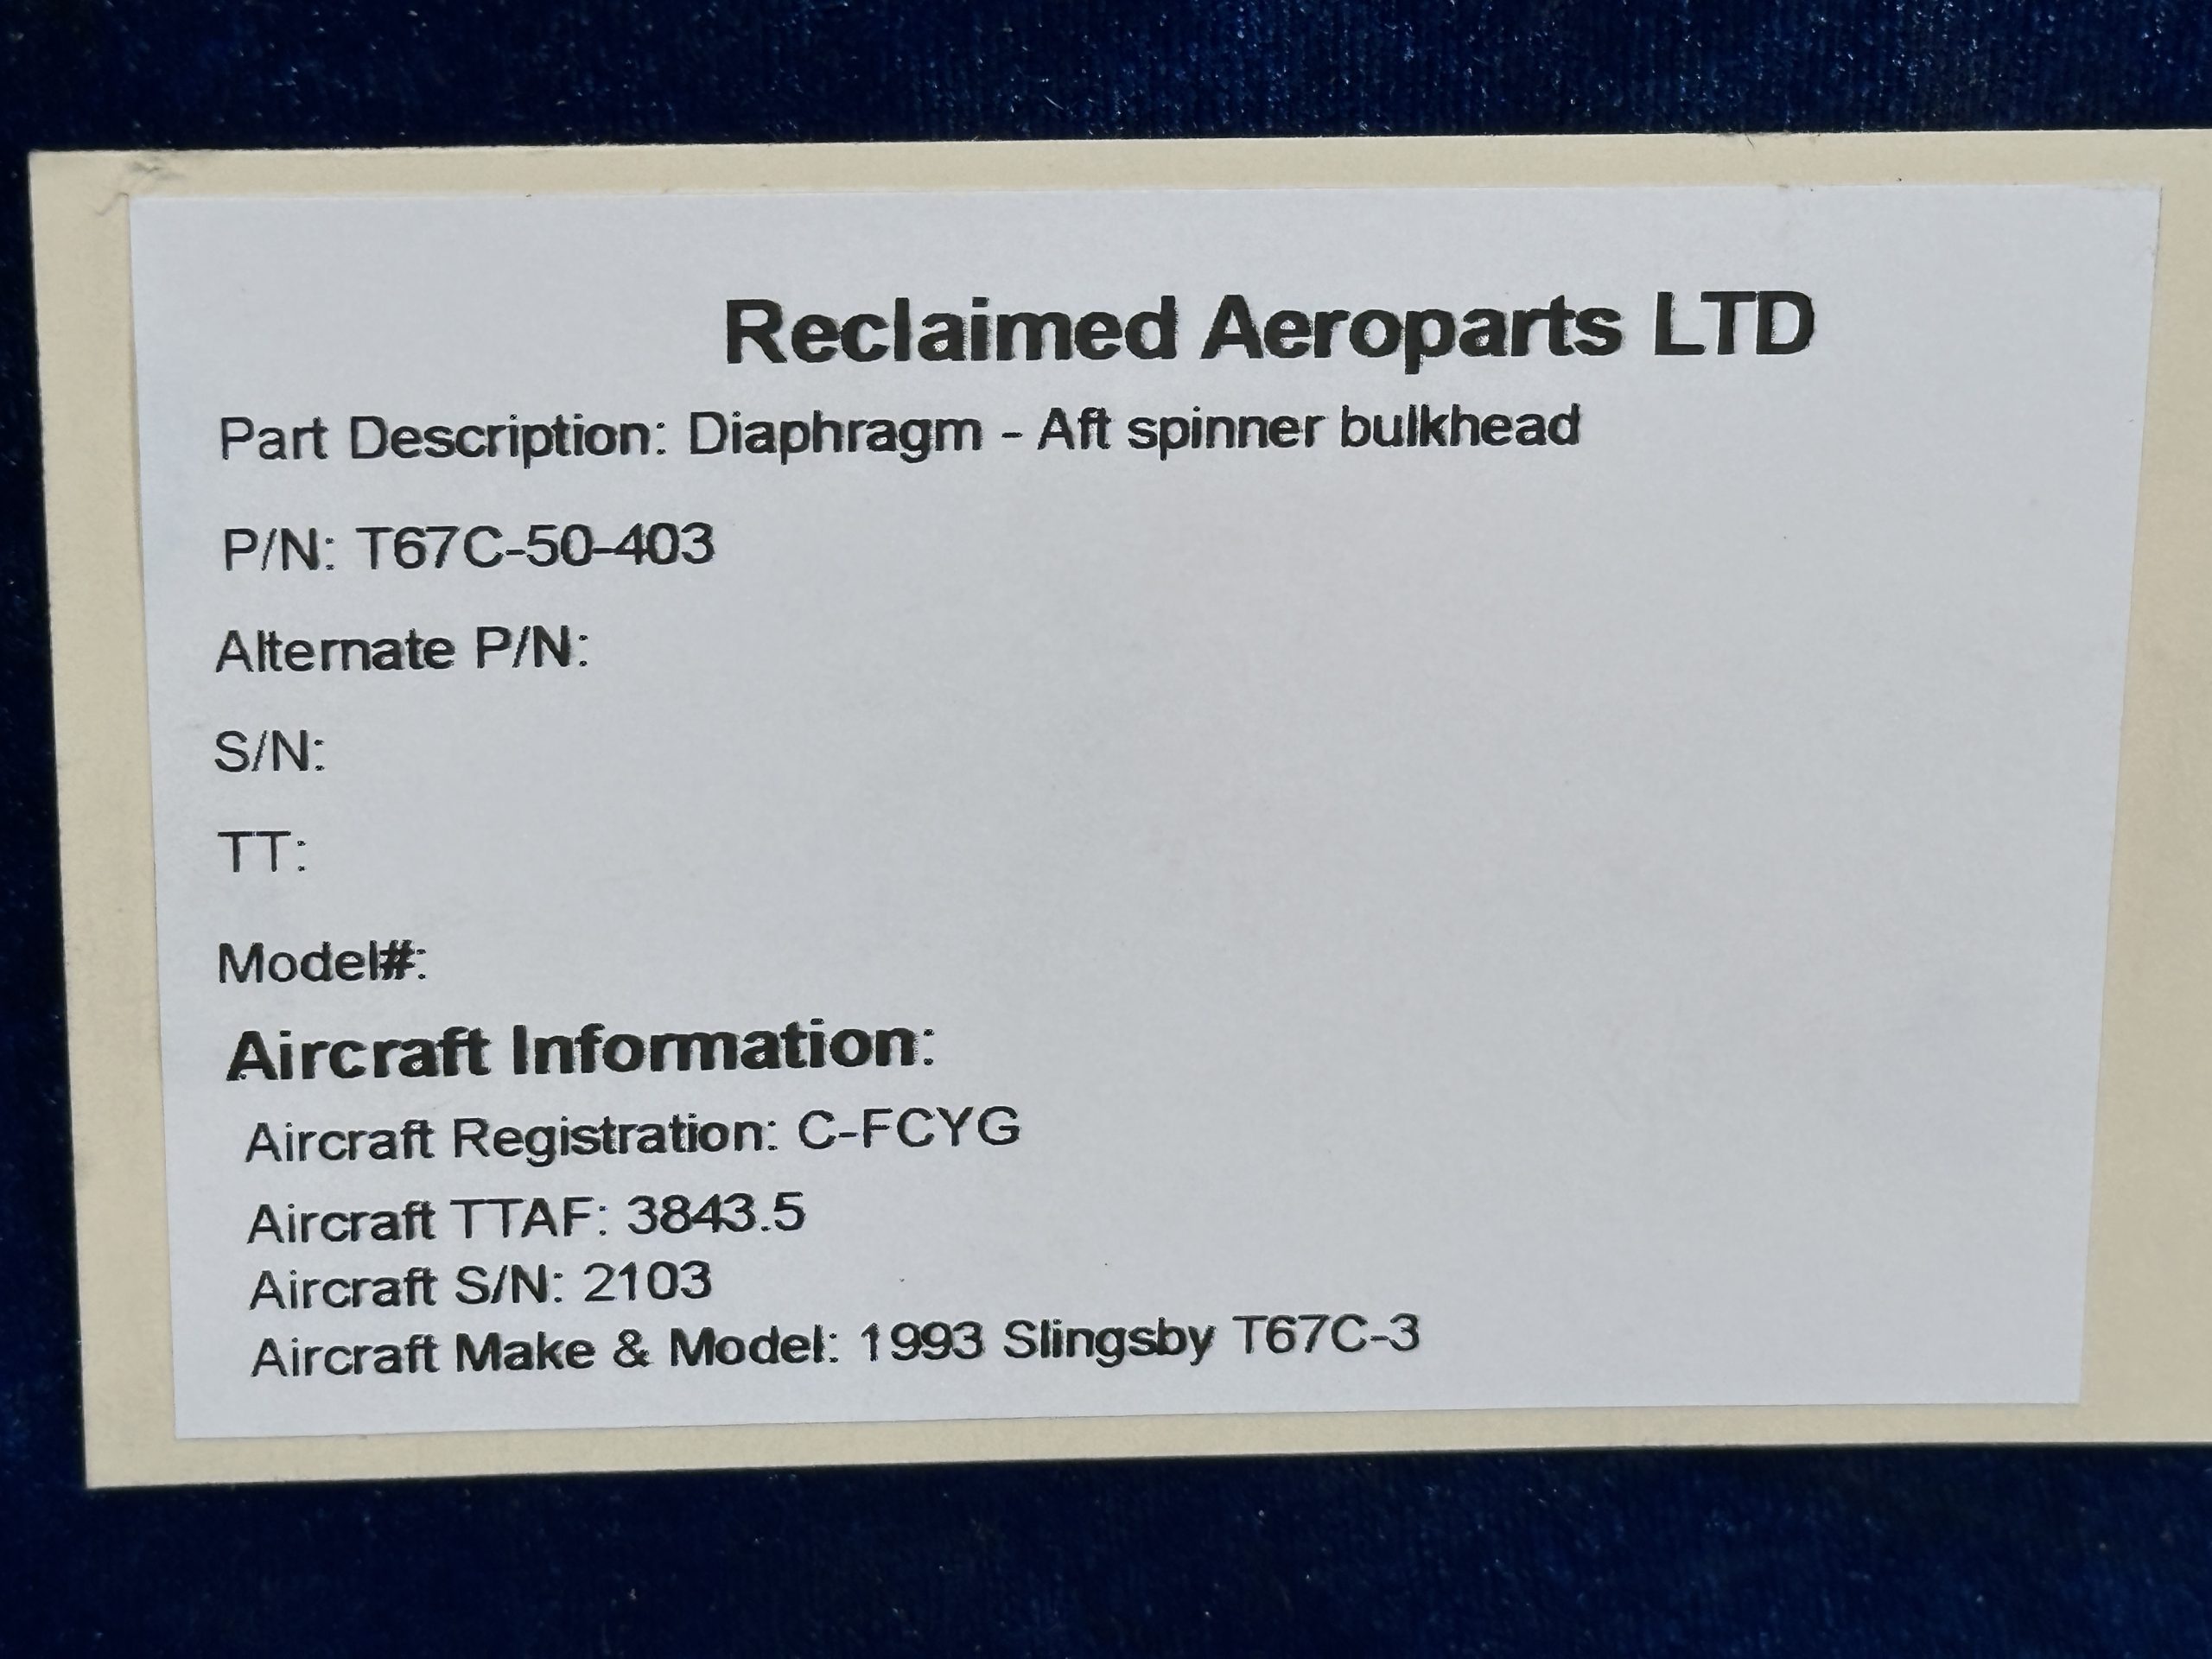 Reclaimed Aeroparts LTD
Part Description: Diaphragm - Aft spinner bulkhead
P/N: T67C-50-403
Alternate P/N:
S/N:
TT:
Model#:
Aircraft Information:
Aircraft Registration: C-FCYG
Aircraft TTAF: 3843.5
Aircraft S/N: 2103
Aircraft Make & Model: 1993 Slingsby T67C-3